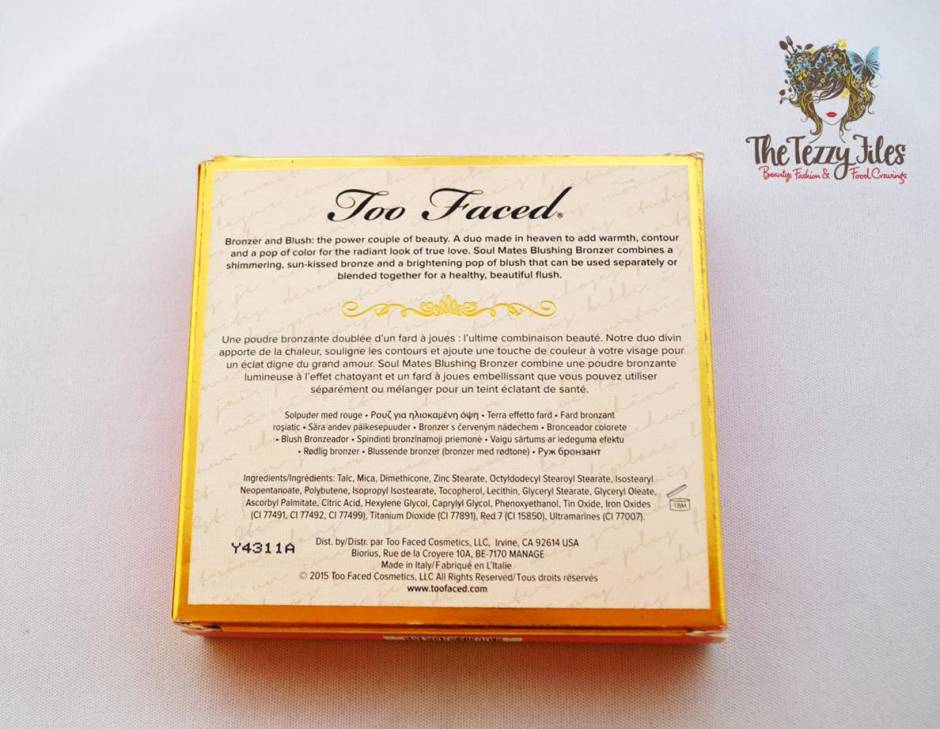 The Tezzy Files
Beauty, Fashion & Food Cravings
Too Faced®
Bronzer and Blush: the power couple of beauty. A duo made in heaven to add warmth, contour
and a pop of color for the radiant look of true love. Soul Mates Blushing Bronzer combines a
shimmering, sun-kissed bronze and a brightening pop of blush that can be used separately or
blended together for a healthy, beautiful flush.
Une poudre bronzante doublée d'un fard à joues : l'ultime combinaison beauté. Notre duo divin
apporte de la chaleur, souligne les contours et ajoute une touche de couleur à votre visage pour
un éclat digne du grand amour. Soul Mates Blushing Bronzer combine une poudre bronzante
lumineuse à l'effet chatoyant et un fard à joues embellissant que vous pouvez utiliser
séparément ou mélanger pour un teint éclatant de santé.
Solpuder med rouge • Ρουζ για ηλιοκαμένη όψη • Terra effetto fard • Fard bronzant
roşiatic • Sära andev päikesepuuder • Bronzer s červeným nádechem • Bronceador colorete
• Blush Bronzeador • Spindinti bronzinamoji priemonė • Vaigu sārtums ar iedeguma efektu
• Rødlig bronzer • Blussende bronzer (bronzer med rødtone) • Руж бронзант
Ingredients/Ingrédients: Talc, Mica, Dimethicone, Zinc Stearate, Octyldodecyl Stearoyl Stearate, Isostearyl
Neopentanoate, Polybutene, Isopropyl Isostearate, Tocopherol, Lecithin, Glyceryl Stearate, Glyceryl Oleate,
Ascorbyl Palmitate, Citric Acid, Hexylene Glycol, Caprylyl Glycol, Phenoxyethanol, Tin Oxide, Iron Oxides
(CI 77491, CI 77492, CI 77499), Titanium Dioxide (CI 77891), Red 7 (CI 15850), Ultramarines (CI 77007).
Y4311A
Dist. by/Distr. par Too Faced Cosmetics, LLC, Irvine, CA 92614 USA
Biorius, Rue de la Croyere 10A, BE-7170 MANAGE
Made in Italy/Fabriqué en L'Italie
© 2015 Too Faced Cosmetics, LLC All Rights Reserved/Tous droits réservés
www.toofaced.com